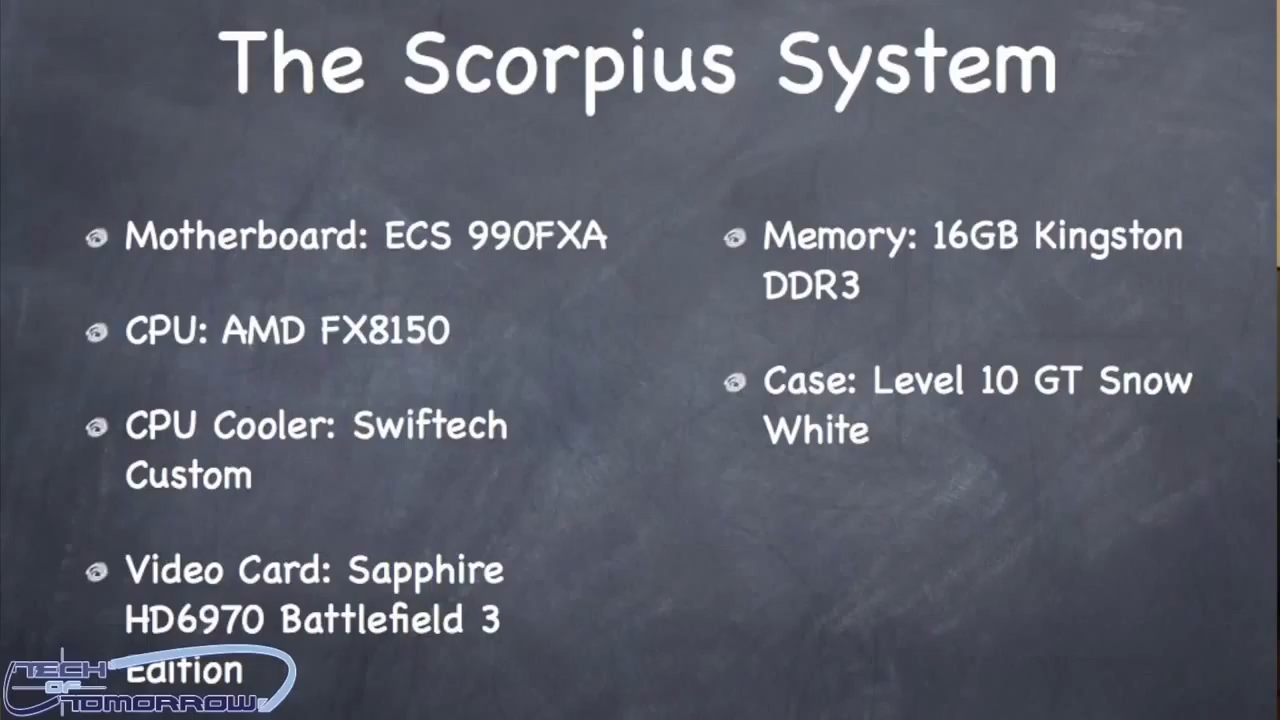 The Scorpius System
Motherboard: ECS 990FXA
CPU: AMD FX8150
CPU Cooler: Swiftech
Custom
Video Card: Sapphire
HD6970 Battlefield 3
Edition
Memory: 16GB Kingston
DDR3
Case: Level 10 GT Snow
White
TECH
OF
TOMORROW